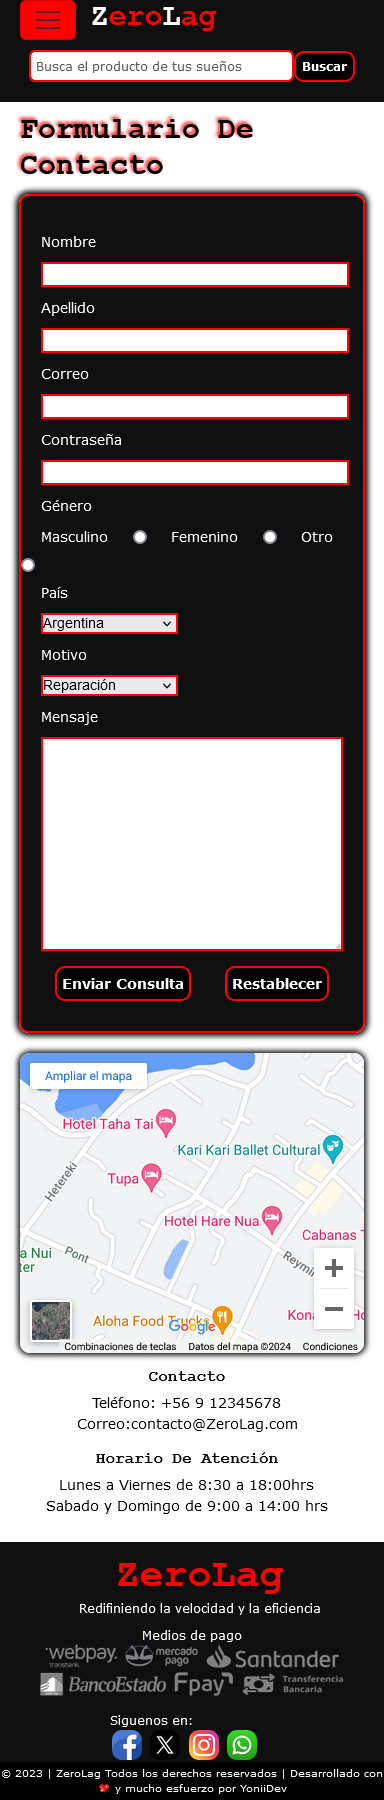 ZeroLag
Busca el producto de tus sueños
Buscar
Formulario De
Contacto
Nombre
Apellido
Correo
Contraseña
Género
Masculino Femenino Otro
País
Argentina
Motivo
Reparación
Mensaje
Enviar Consulta Restablecer
Ampliar el mapa
Hotel Taha Tai
Kari Kari Ballet Cultural
Hetereki
Tupa
Hotel Hare Nua
Cabanas T
a Nui
ter
Pont
Reymi
Aloha Food Trucks
Kona
Ho
Google
Combinaciones de teclas Datos del mapa ©2024 Condiciones
Contacto
Teléfono: +56 9 12345678
Correo:contacto@ZeroLag.com
Horario De Atención
Lunes a Viernes de 8:30 a 18:00hrs
Sabado y Domingo de 9:00 a 14:00 hrs
ZeroLag
Redifiniendo la velocidad y la eficiencia
Medios de pago
webpay.
transbank.
mercado
pago
Santander
BancoEstado
Fpay
Transferencia
Bancaria
Siguenos en:
© 2023 | ZeroLag Todos los derechos reservados | Desarrollado con
y mucho esfuerzo por YoniiDev